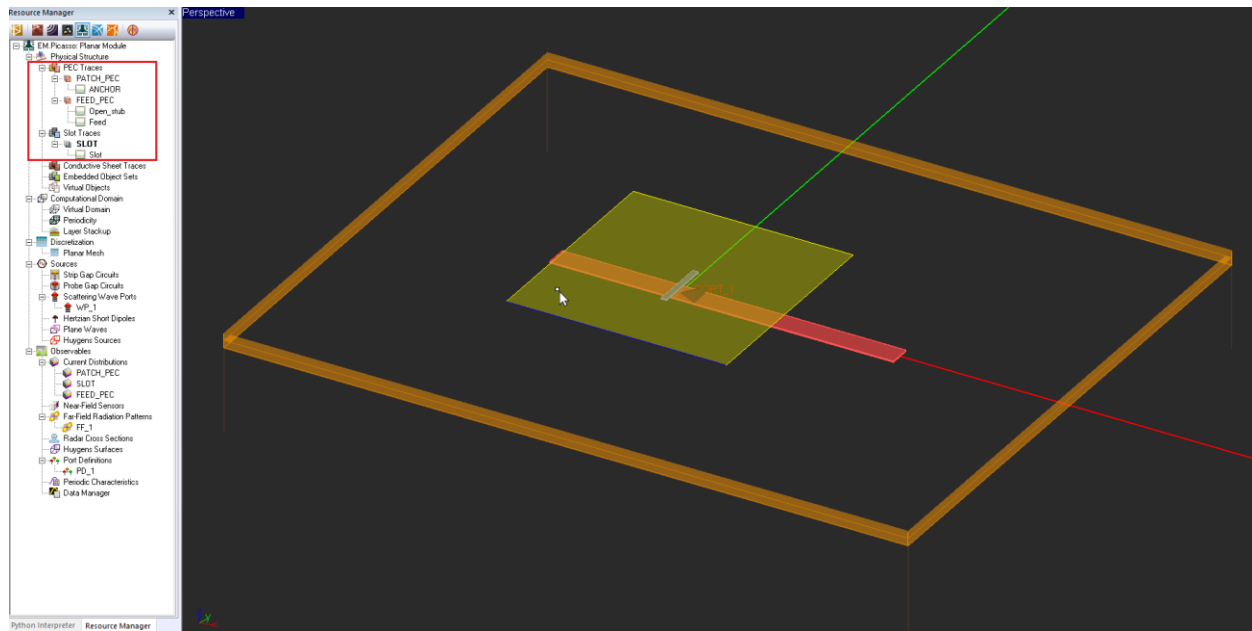 Resource Manager
Perspective
EM.Picasso: Planar Module
Physical Structure
PEC Traces
PATCH_PEC
ANCHOR
FEED_PEC
Open_stub
Feed
Slot Traces
SLOT
Slot
Conductive Sheet Traces
Embedded Object Sets
Virtual Objects
Computational Domain
Virtual Domain
Periodicity
Layer Stackup
Discretization
Planar Mesh
Sources
Strip Gap Circuits
Probe Gap Circuits
Scattering Wave Ports
WP_1
Hertzian Short Dipoles
Plane Waves
Huygens Sources
Observables
Current Distributions
PATCH_PEC
SLOT
FEED_PEC
Near-Field Sensors
Far-Field Radiation Patterns
FF_1
Radar Cross Sections
Huygens Surfaces
Port Definitions
PD_1
Periodic Characteristics
Data Manager
Python Interpreter Resource Manager